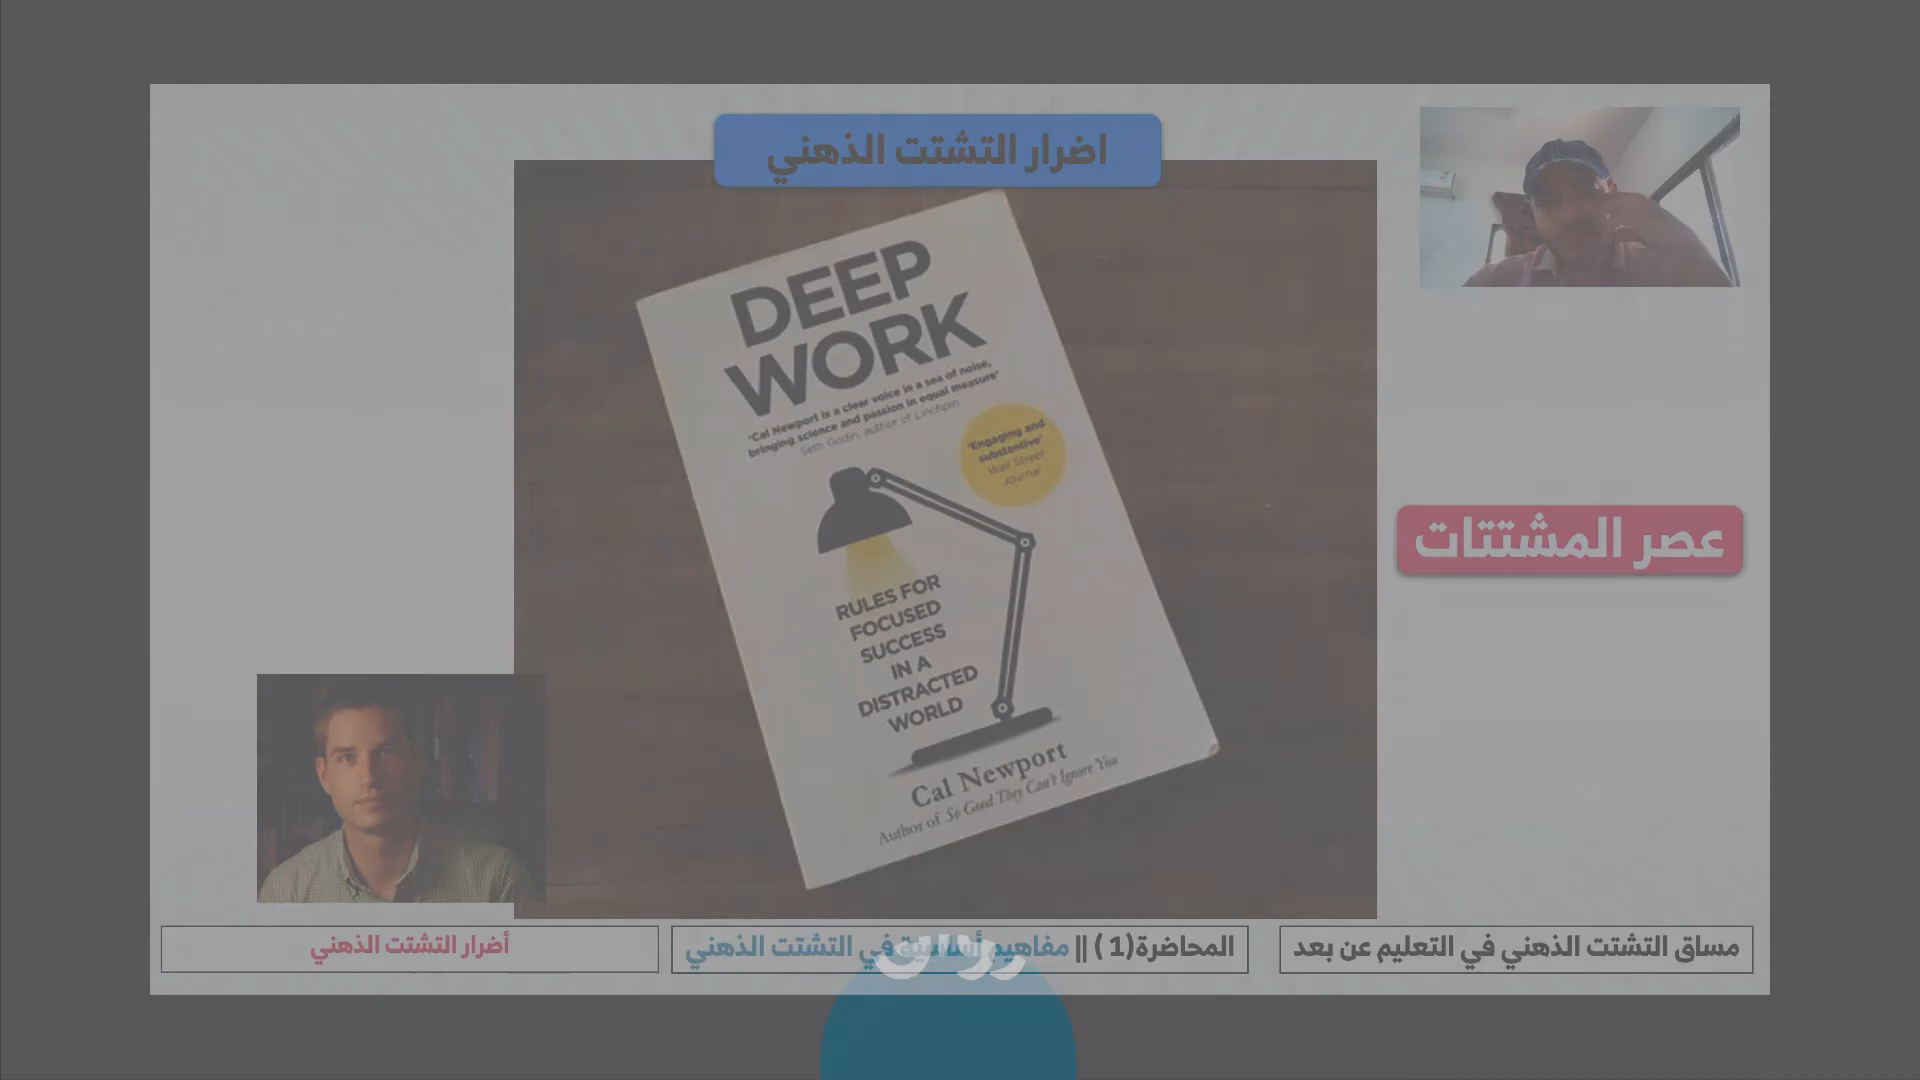 اضرار التشتت الذهني
DEEP
WORK
'Cal Newport is a clear voice in a sea of noise,
bringing science and passion in equal measure'
Seth Godin, author of Linchpin
'Engaging and
substantive'
Wall Street
Journal
عصر المشتتات
RULES FOR
FOCUSED
SUCCESS
IN A
DISTRACTED
WORLD
Cal Newport
Author of So Good They Can't Ignore You
مساق التشتت الذهني في التعليم عن بعد
المحاضرة(1 ) || مفاهيم أساسية في التشتت الذهني
أضرار التشتت الذهني